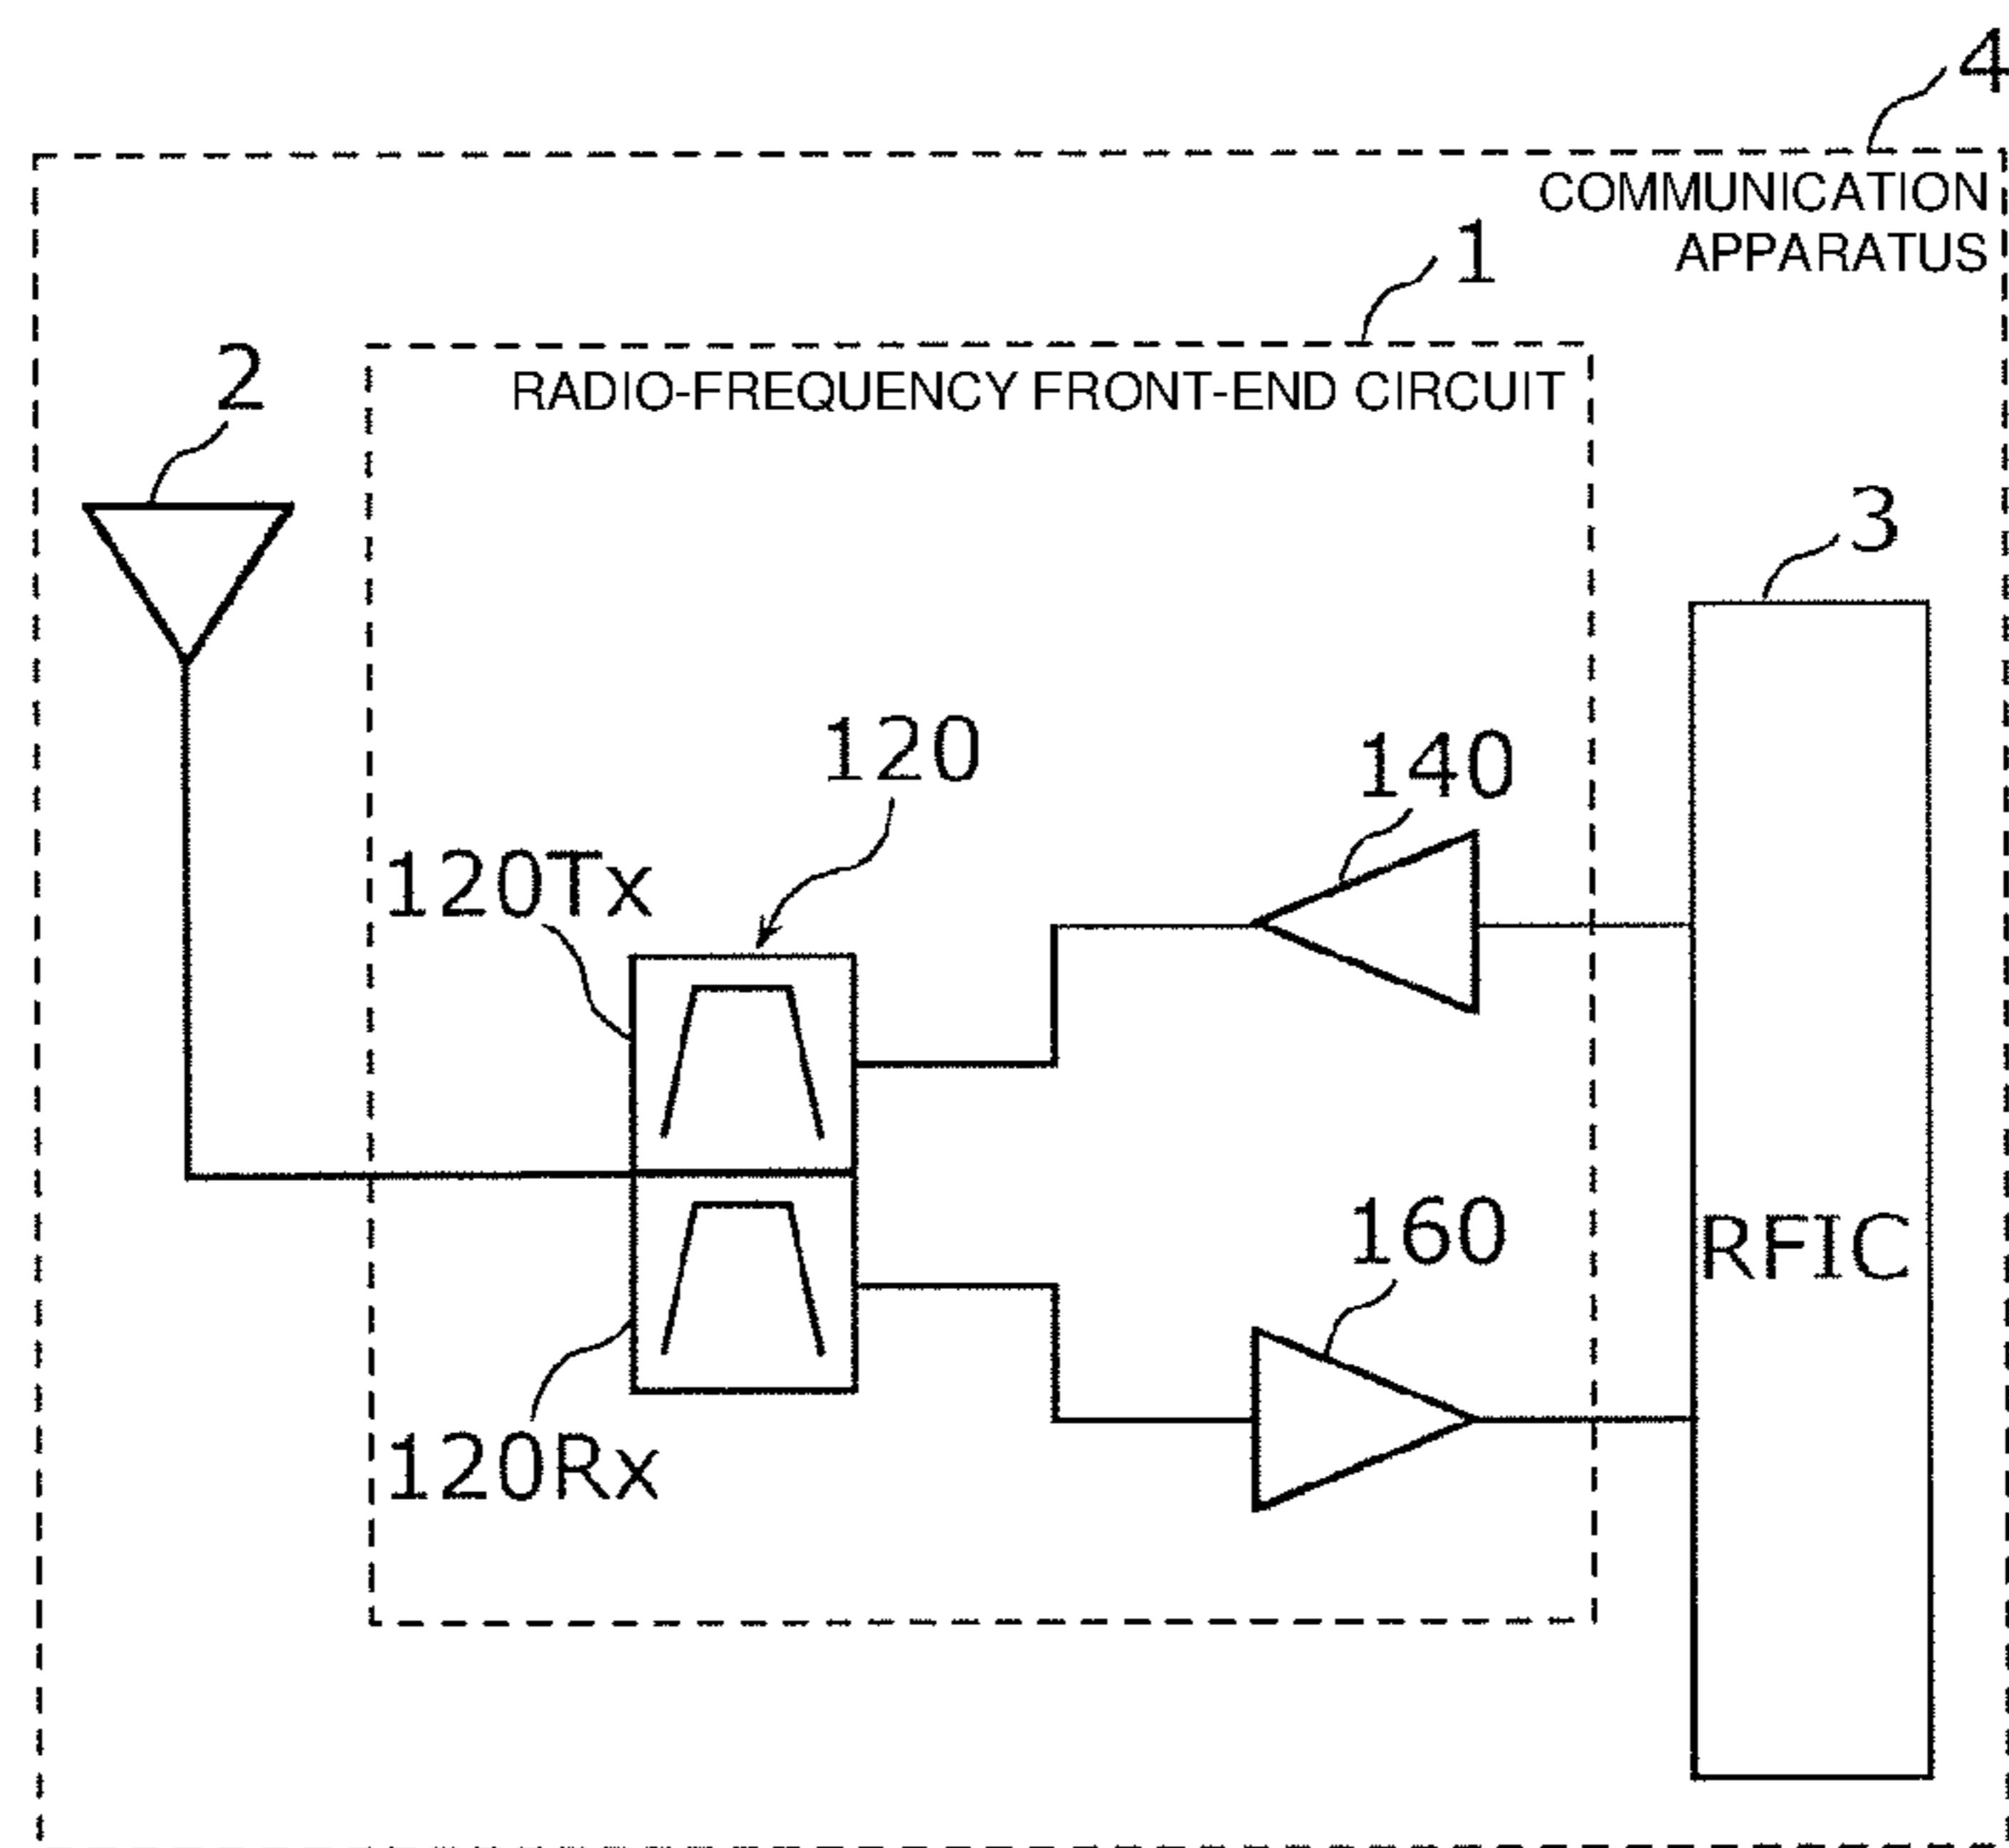 4
COMMUNICATION
APPARATUS
1
RADIO-FREQUENCY FRONT-END CIRCUIT
2
3
120
140
120Tx
160
RFIC
120Rx